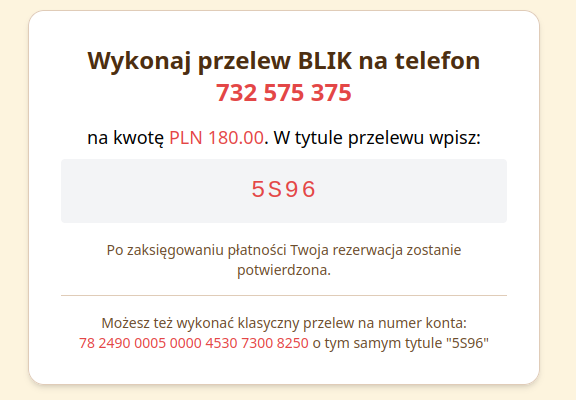 Wykonaj przelew BLIK na telefon
732 575 375
na kwotę PLN 180.00. W tytule przelewu wpisz:
5S96
Po zaksięgowaniu płatności Twoja rezerwacja zostanie
potwierdzona.
Możesz też wykonać klasyczny przelew na numer konta:
78 2490 0005 0000 4530 7300 8250 o tym samym tytule "5S96"